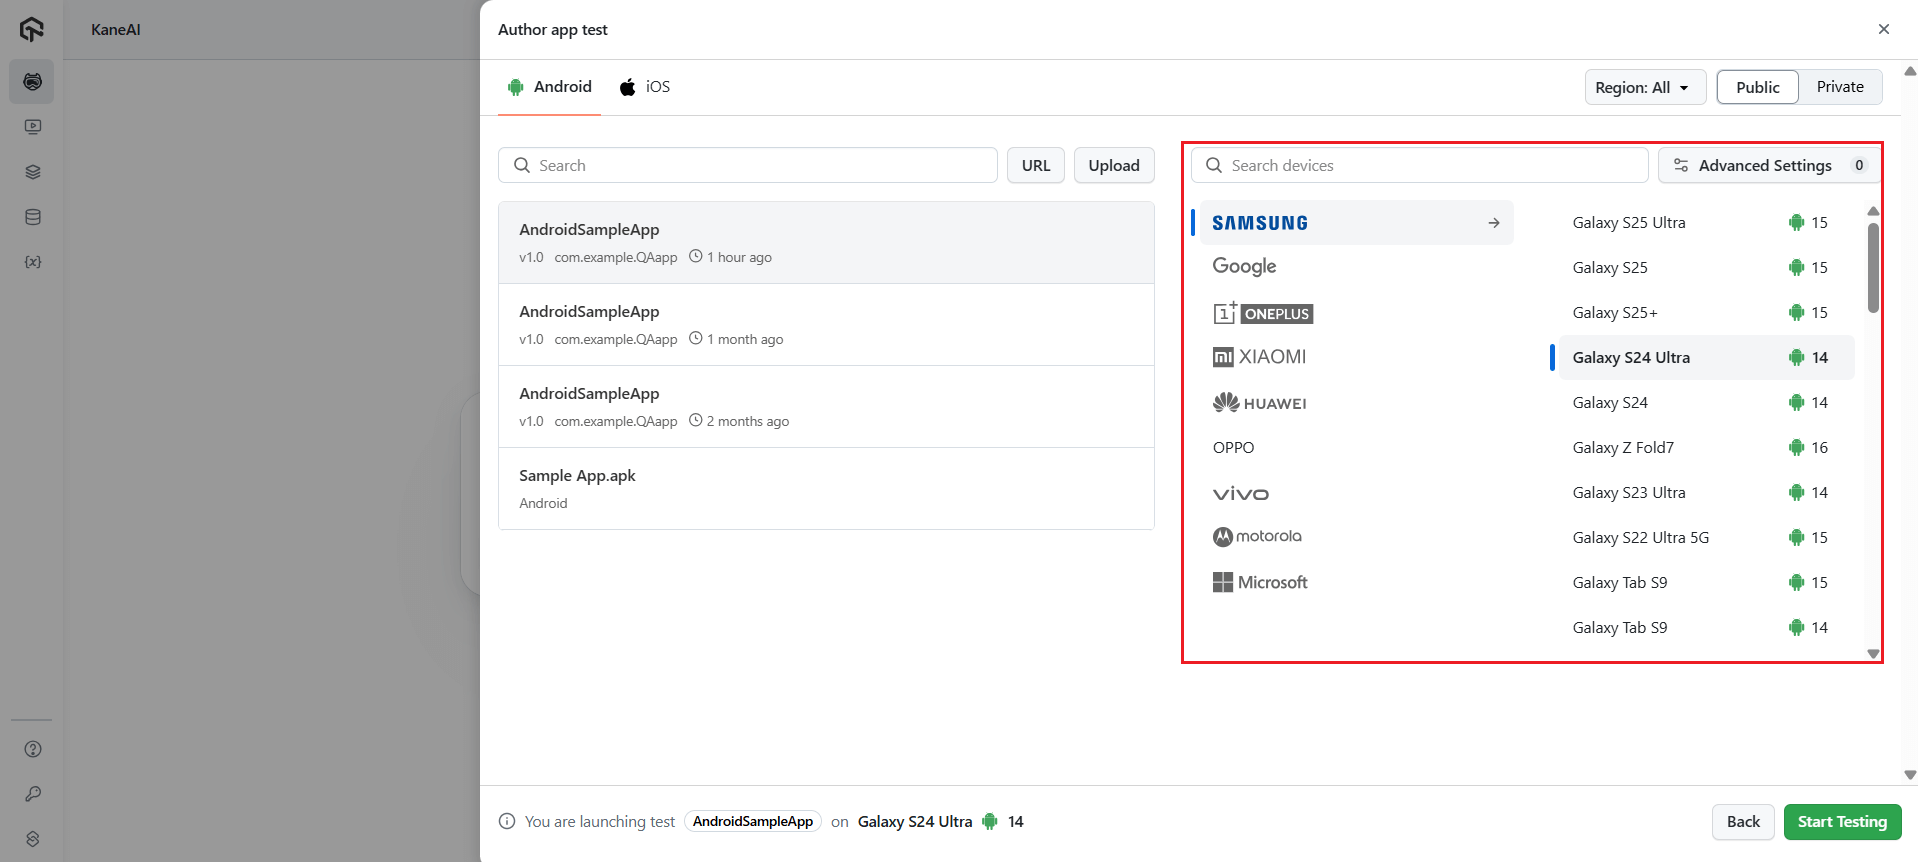 KaneAI
Author app test
Android
iOS
Region: All
Public
Private
Search
URL
Upload
AndroidSampleApp
v1.0 com.example.QAapp 1 hour ago
AndroidSampleApp
v1.0 com.example.QAapp 1 month ago
AndroidSampleApp
v1.0 com.example.QAapp 2 months ago
Sample App.apk
Android
Search devices
Advanced Settings 0
SAMSUNG
Google
1+ ONEPLUS
mi XIAOMI
HUAWEI
OPPO
vivo
motorola
Microsoft
Galaxy S25 Ultra 15
Galaxy S25 15
Galaxy S25+ 15
Galaxy S24 Ultra 14
Galaxy S24 14
Galaxy Z Fold7 16
Galaxy S23 Ultra 14
Galaxy S22 Ultra 5G 15
Galaxy Tab S9 15
Galaxy Tab S9 14
You are launching test AndroidSampleApp on Galaxy S24 Ultra 14
Back
Start Testing
{x}